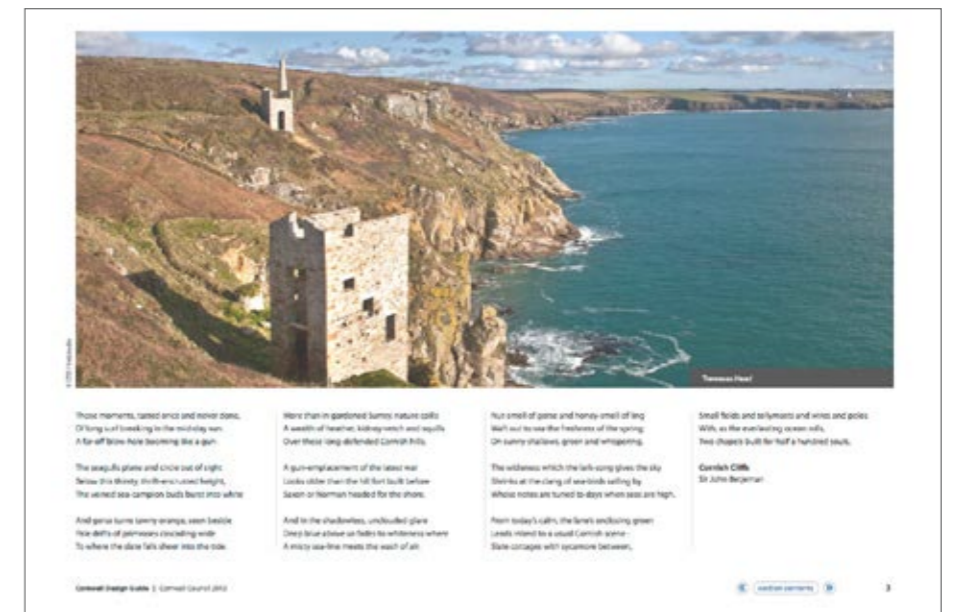 Trewavas Head
Those moments, tasted once and never done,
Of long surf breaking in the mid-day sun.
A far-off blow-hole booming like a gun-
The seagulls plane and circle out of sight
Below this thirsty, thrift-encrusted height,
The veined sea-campion buds burst into white
And gorse turns tawny orange, seen beside
Pale drifts of primroses cascading wide
To where the slate falls sheer into the tide.
More than in gardened Surrey, nature spills
A wealth of heather, kidney-vetch and squills
Over these long-defended Cornish hills.
A gun-emplacement of the latest war
Looks older than the hill fort built before
Saxon or Norman headed for the shore.
And in the shadowless, unclouded glare
Deep blue above us fades to whiteness where
A misty sea-line meets the wash of air.
Nut smell of gorse and honey-smell of ling
Waft out to sea the freshness of the spring
On sunny shallows, green and whispering.
The wideness which the lark-song gives the sky
Shrinks at the clang of sea-birds sailing by
Whose notes are tuned to days when seas are high.
From today's calm, the lane's enclosing green
Leads inland to a usual Cornish scene-
Slate cottages with sycamore between,
Small fields and tellymasts and wires and poles
With, as the everlasting ocean rolls,
Two chapels built for half a hundred souls.
Cornish Cliffs
Sir John Betjeman
Cornwall Design Guide | Cornwall Council 2013
section contents
3